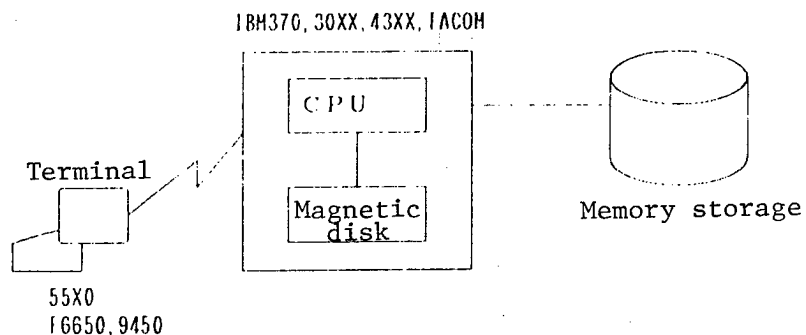 IBM370, 30XX, 43XX, FACOM
CPU
Terminal
Magnetic
disk
Memory storage
55X0
F6650, 9450